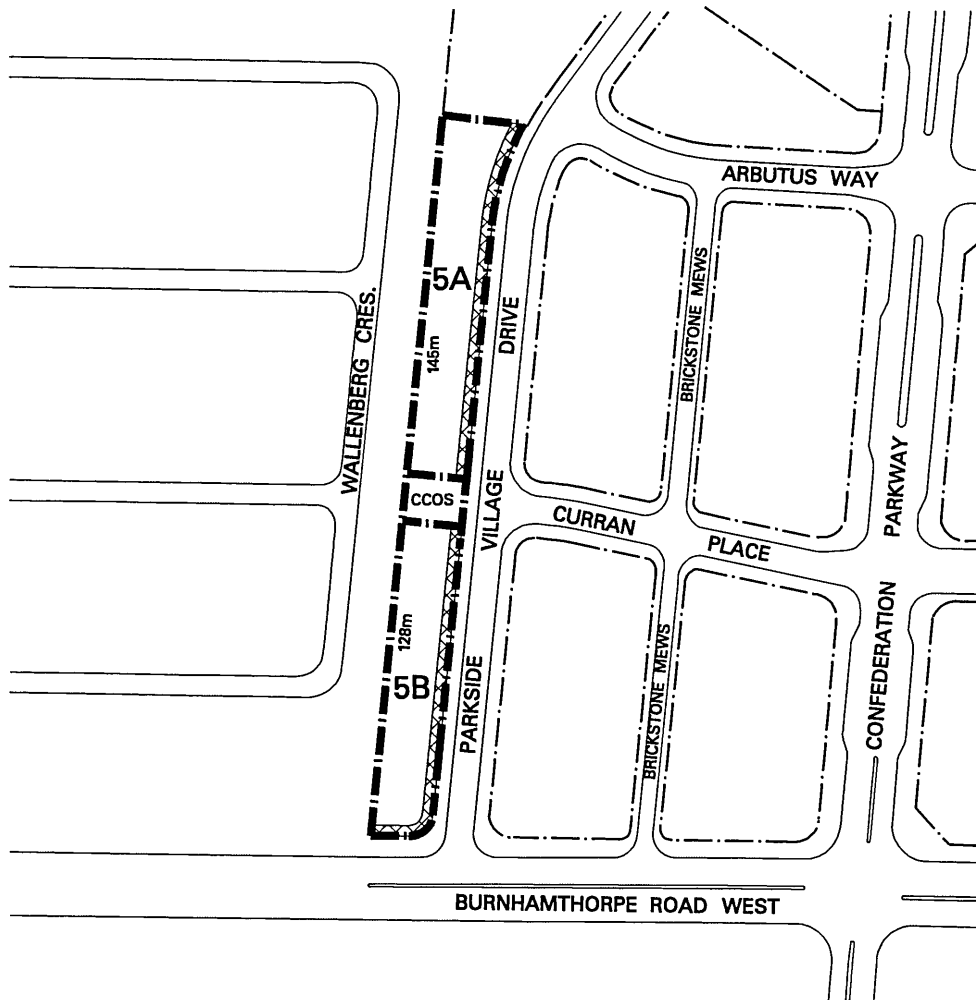 ARBUTUS WAY
5A
BRICKSTONE MEWS
WALLENBERG CRES.
DRIVE
145m
CCOS
VILLAGE
CURRAN
PLACE
PARKWAY
128m
5B
PARKSIDE
BRICKSTONE MEWS
CONFEDERATION
BURNHAMTHORPE ROAD WEST